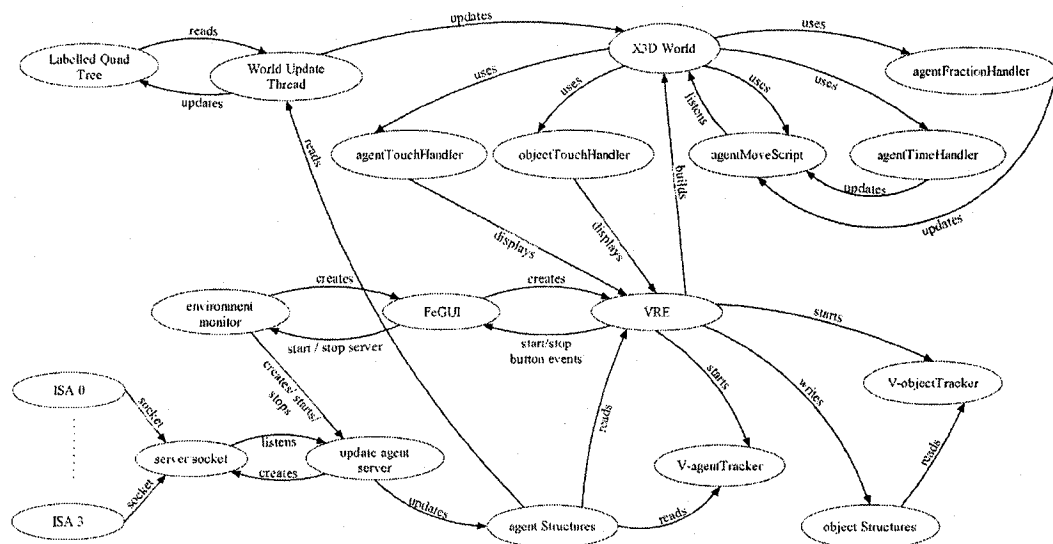 reads
updates
uses
Labelled Quad
Tree
World Update
Thread
X3D World
agentFractionHandler
updates
uses
uses
listens
uses
uses
reads
agentTouchHandler
objectTouchHandler
agentMoveScript
agentTimeHandler
updates
updates
builds
displays
displays
creates
creates
environment
monitor
FeGUI
VRE
starts
start / stop server
start/stop
button events
creates/ starts/
stops
starts
writes
V-objectTracker
ISA 0
socket
reads
reads
listens
server socket
update agent
server
creates
V-agentTracker
socket
updates
reads
ISA 3
agent Structures
object Structures